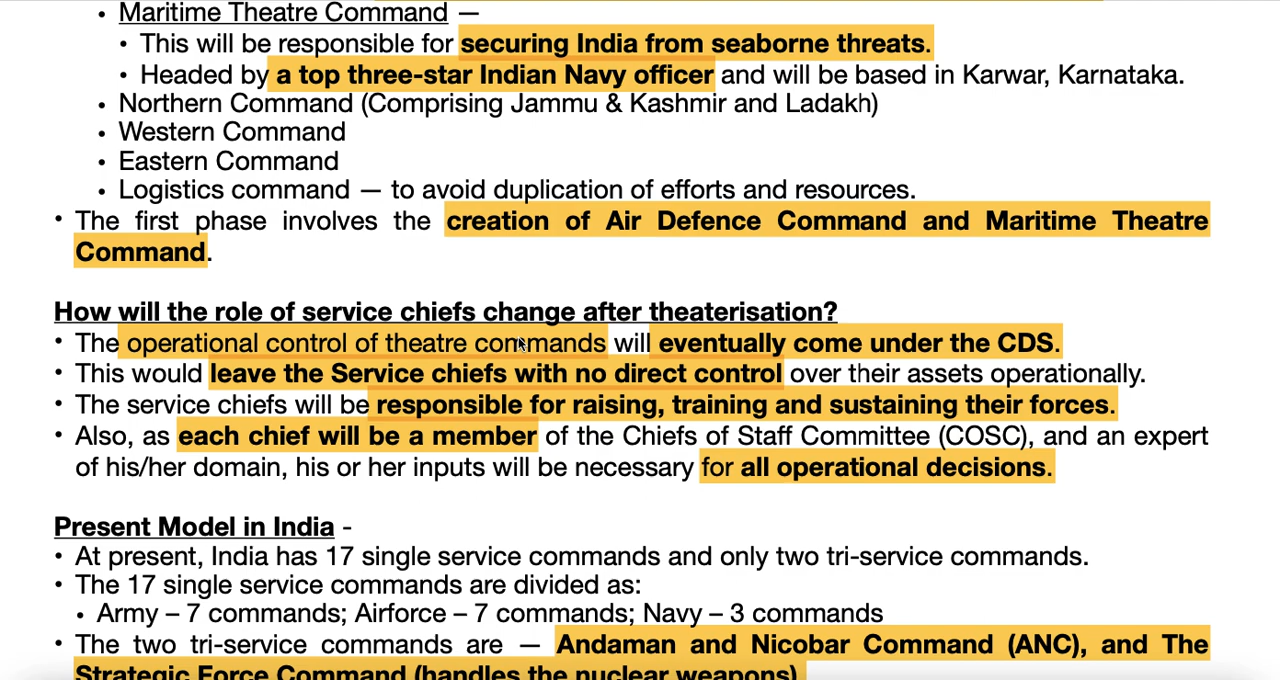 • Maritime Theatre Command —
• This will be responsible for securing India from seaborne threats.
• Headed by a top three-star Indian Navy officer and will be based in Karwar, Karnataka.
• Northern Command (Comprising Jammu & Kashmir and Ladakh)
• Western Command
• Eastern Command
• Logistics command — to avoid duplication of efforts and resources.
• The first phase involves the creation of Air Defence Command and Maritime Theatre
Command.
How will the role of service chiefs change after theaterisation?
• The operational control of theatre commands will eventually come under the CDS.
• This would leave the Service chiefs with no direct control over their assets operationally.
• The service chiefs will be responsible for raising, training and sustaining their forces.
• Also, as each chief will be a member of the Chiefs of Staff Committee (COSC), and an expert
of his/her domain, his or her inputs will be necessary for all operational decisions.
Present Model in India -
• At present, India has 17 single service commands and only two tri-service commands.
• The 17 single service commands are divided as:
• Army – 7 commands; Airforce – 7 commands; Navy – 3 commands
• The two tri-service commands are — Andaman and Nicobar Command (ANC), and The
Strategic Force Command (handles the nuclear weapons).